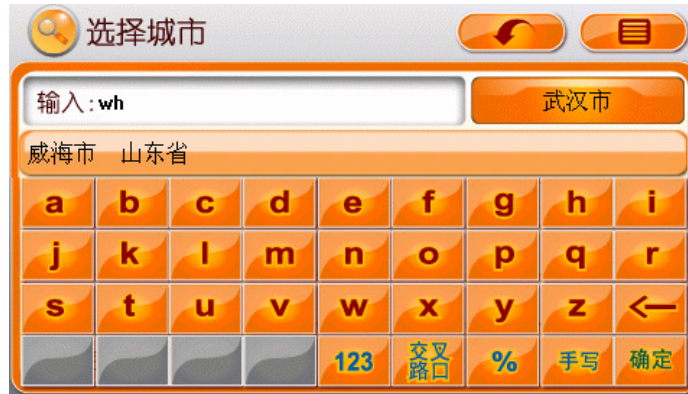 选择城市
输入:wh 武汉市
威海市 山东省
a b c d e f g h i
j k l m n o p q r
s t u v w x y z ←
123 交叉路口 % 手写 确定